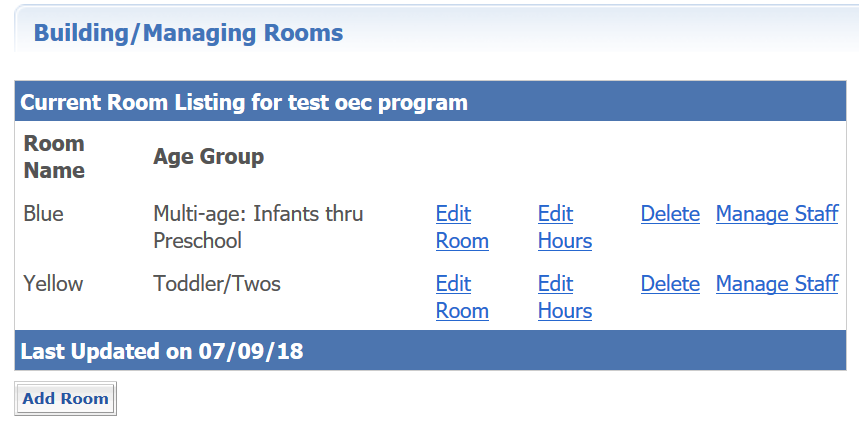 Building/Managing Rooms
Current Room Listing for test oec program
Room
Name
Age Group
Blue
Multi-age: Infants thru
Preschool
Edit
Room
Edit
Hours
Delete
Manage Staff
Yellow
Toddler/Twos
Edit
Room
Edit
Hours
Delete
Manage Staff
Last Updated on 07/09/18
Add Room